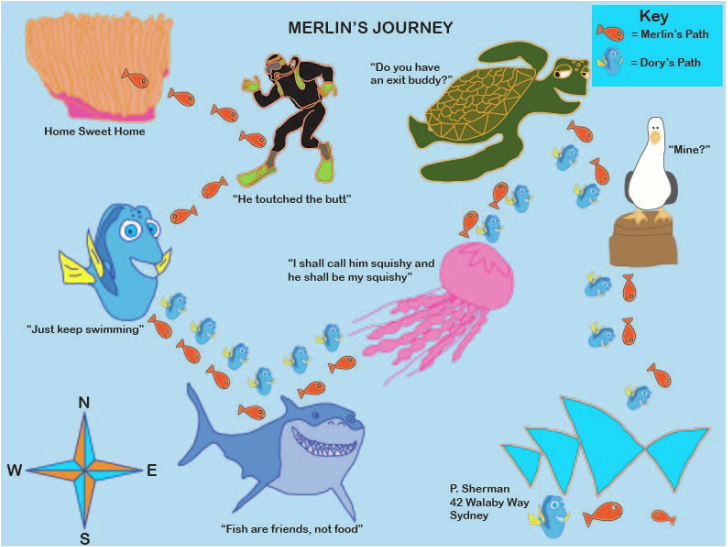 MERLIN'S JOURNEY
Key
= Merlin's Path
= Dory's Path
Home Sweet Home
"He toutched the butt"
"Do you have
an exit buddy?"
"Mine?"
"Just keep swimming"
"I shall call him squishy and
he shall be my squishy"
"Fish are friends, not food"
P. Sherman
42 Walaby Way
Sydney
N
W
E
S